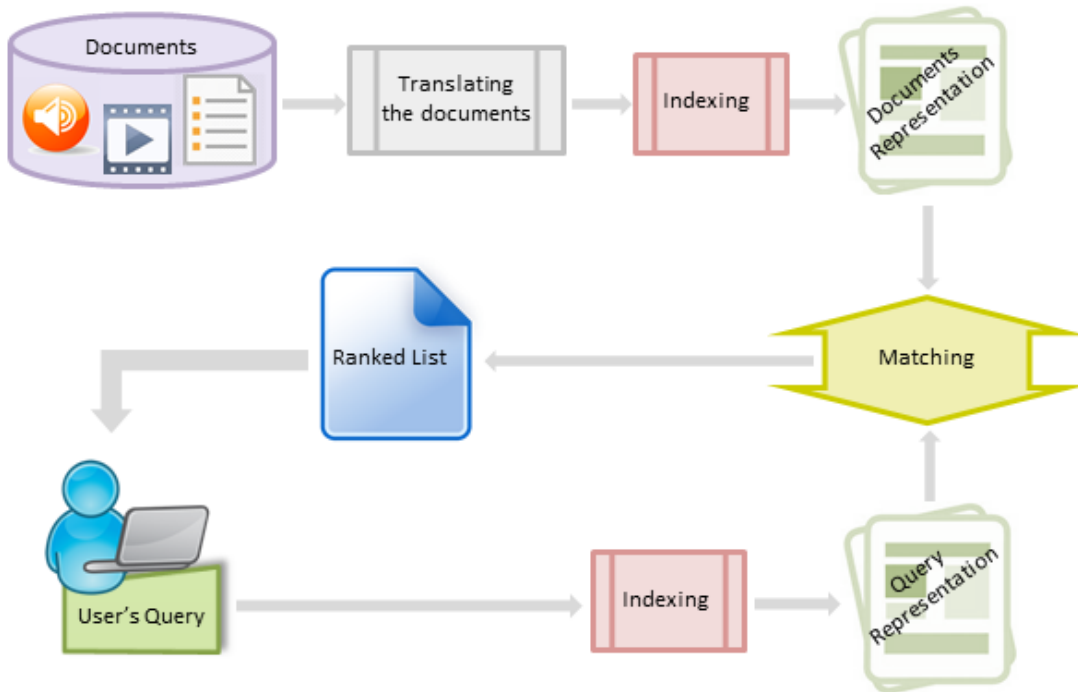 Documents
Translating
the documents
Indexing
Documents
Representation
Matching
Ranked List
User's Query
Indexing
Query
Representation